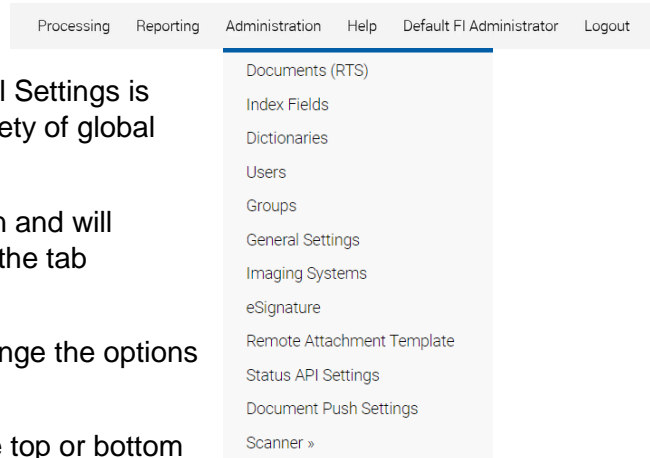 Processing Reporting Administration Help Default FI Administrator Logout
Documents (RTS)
Index Fields
Dictionaries
Users
Groups
General Settings
Imaging Systems
eSignature
Remote Attachment Template
Status API Settings
Document Push Settings
Scanner »
Settings is
of global
and will
the tab
the options
top or bottom